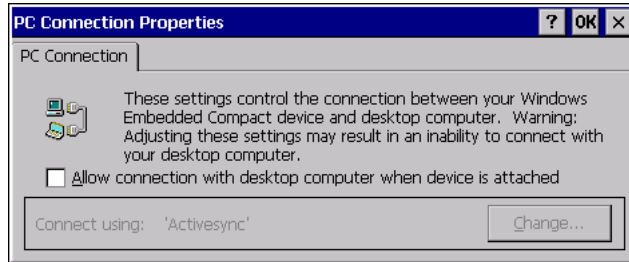 PC Connection Properties ? OK ×
PC Connection
These settings control the connection between your Windows
Embedded Compact device and desktop computer. Warning:
Adjusting these settings may result in an inability to connect with
your desktop computer.
Allow connection with desktop computer when device is attached
Connect using: 'Activesync' Change...